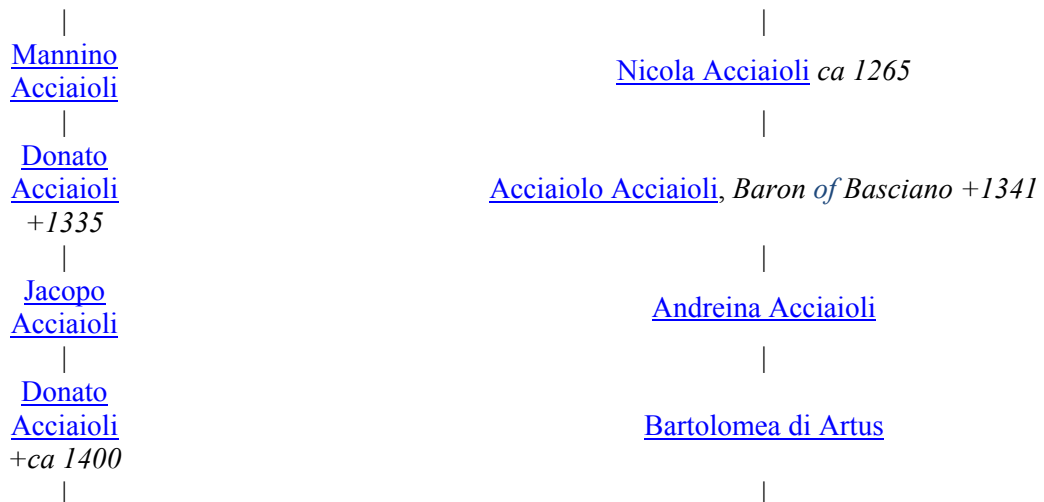 |
|
Mannino
Acciaioli
Nicola Acciaioli ca 1265
|
|
Donato
Acciaioli
+1335
Acciaiolo Acciaioli, Baron of Basciano +1341
|
|
Jacopo
Acciaioli
Andreina Acciaioli
|
|
Donato
Acciaioli
+ca 1400
Bartolomea di Artus
|
|